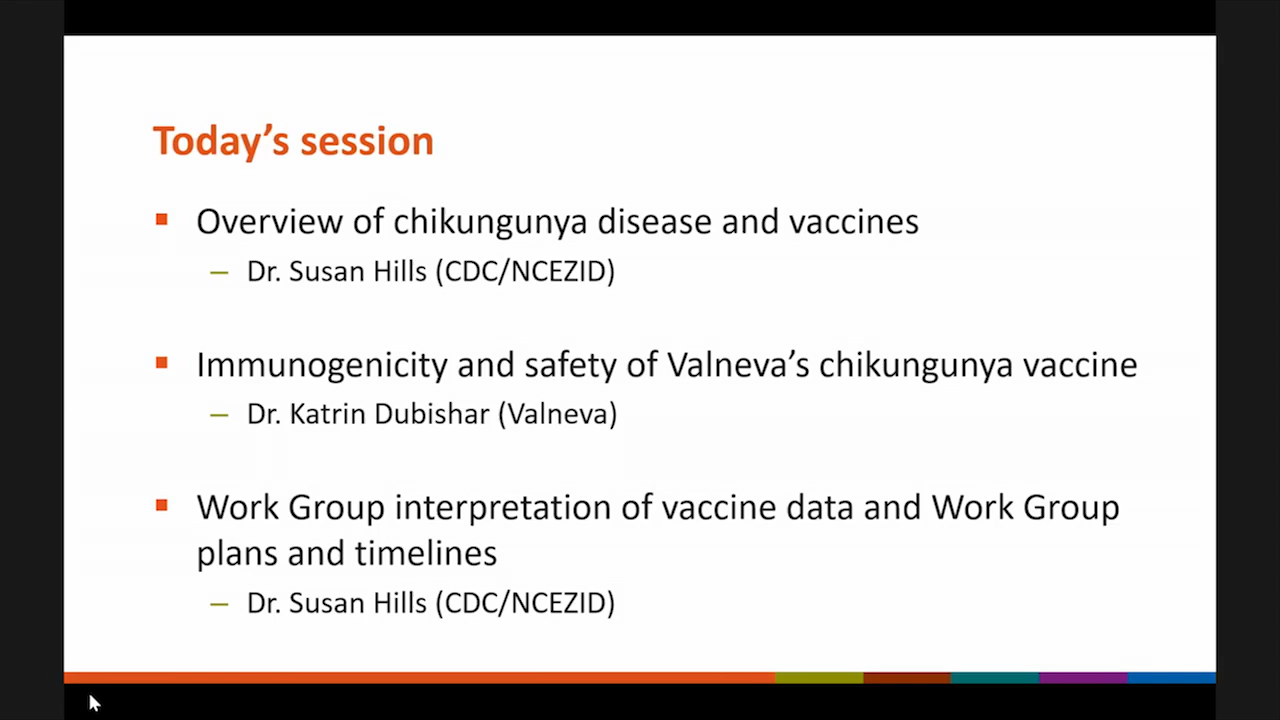 Today’s session
Overview of chikungunya disease and vaccines
– Dr. Susan Hills (CDC/NCEZID)
Immunogenicity and safety of Valneva’s chikungunya vaccine
– Dr. Katrin Dubishar (Valneva)
Work Group interpretation of vaccine data and Work Group
plans and timelines
– Dr. Susan Hills (CDC/NCEZID)